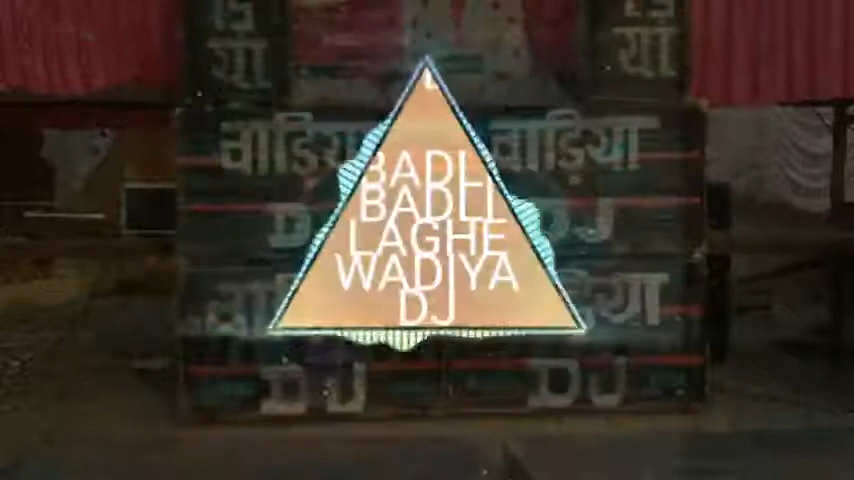 या या
वाडिया वाड़िया
BADLI
BADLI
LAGHE
WADIYA
DJ
DJ DJ